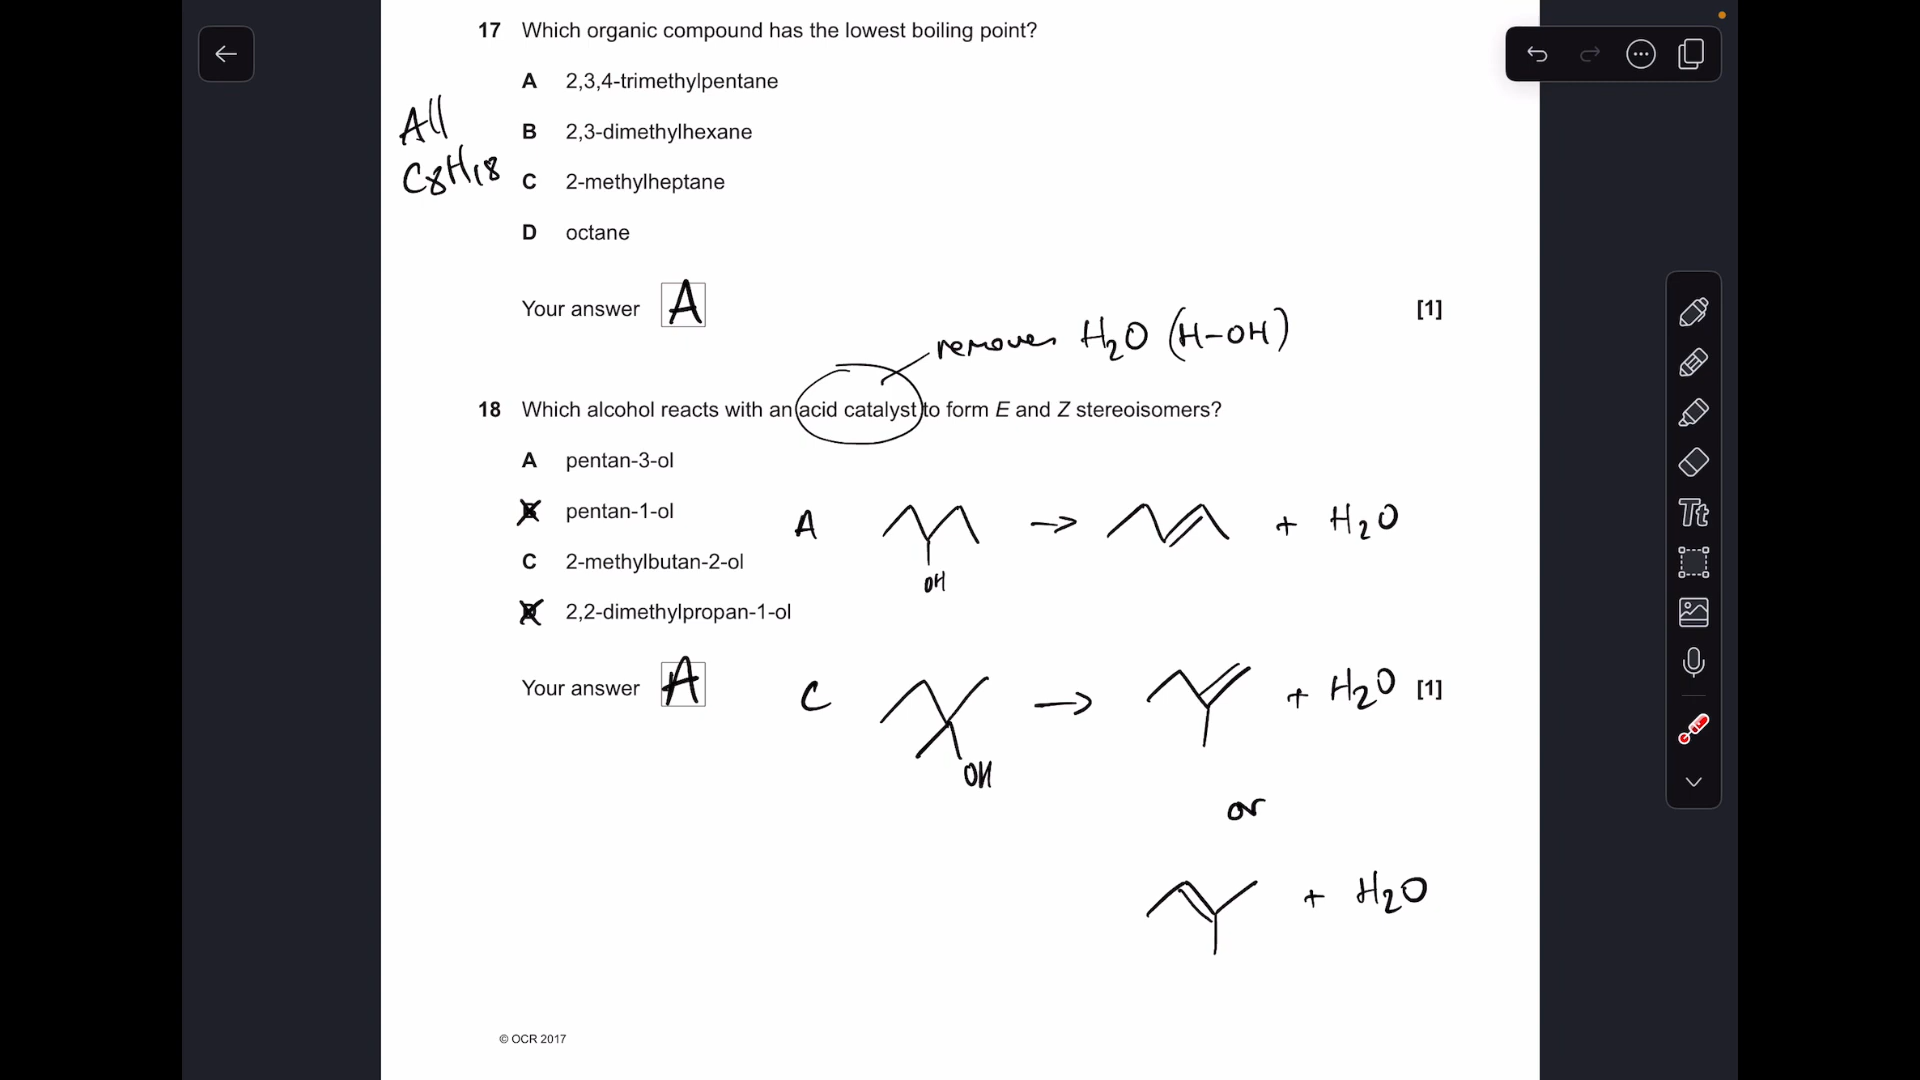 17 Which organic compound has the lowest boiling point?
A 2,3,4-trimethylpentane
All
B 2,3-dimethylhexane
C8H18
C 2-methylheptane
D octane
Your answer A [1]
removes H2O (H-OH)
18 Which alcohol reacts with an acid catalyst to form E and Z stereoisomers?
A pentan-3-ol
B pentan-1-ol
A → + H2O
OH
C 2-methylbutan-2-ol
D 2,2-dimethylpropan-1-ol
Your answer A [1]
C → + H2O
OH
or
+ H2O
© OCR 2017
Tt